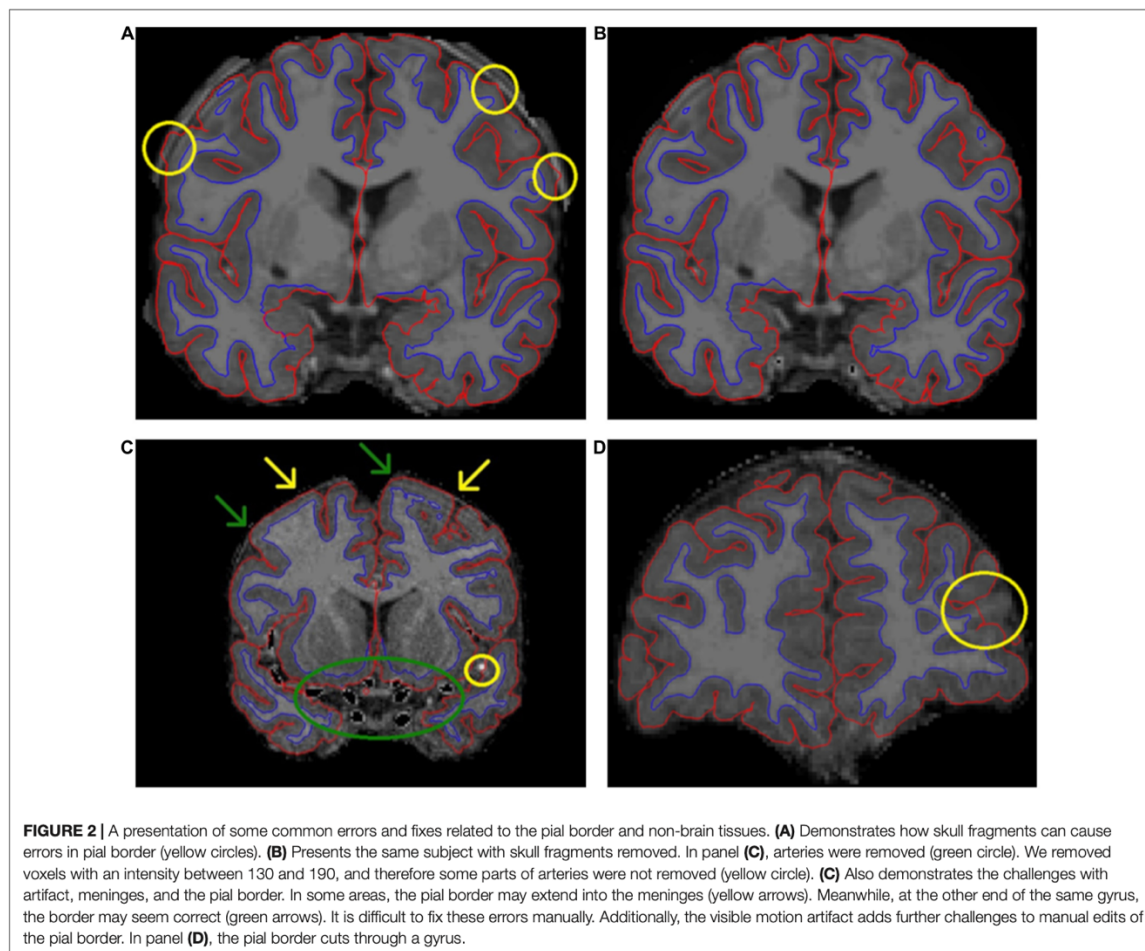 A
B
C
D
FIGURE 2 | A presentation of some common errors and fixes related to the pial border and non-brain tissues. (A) Demonstrates how skull fragments can cause
errors in pial border (yellow circles). (B) Presents the same subject with skull fragments removed. In panel (C), arteries were removed (green circle). We removed
voxels with an intensity between 130 and 190, and therefore some parts of arteries were not removed (yellow circle). (C) Also demonstrates the challenges with
artifact, meninges, and the pial border. In some areas, the pial border may extend into the meninges (yellow arrows). Meanwhile, at the other end of the same gyrus,
the border may seem correct (green arrows). It is difficult to fix these errors manually. Additionally, the visible motion artifact adds further challenges to manual edits of
the pial border. In panel (D), the pial border cuts through a gyrus.